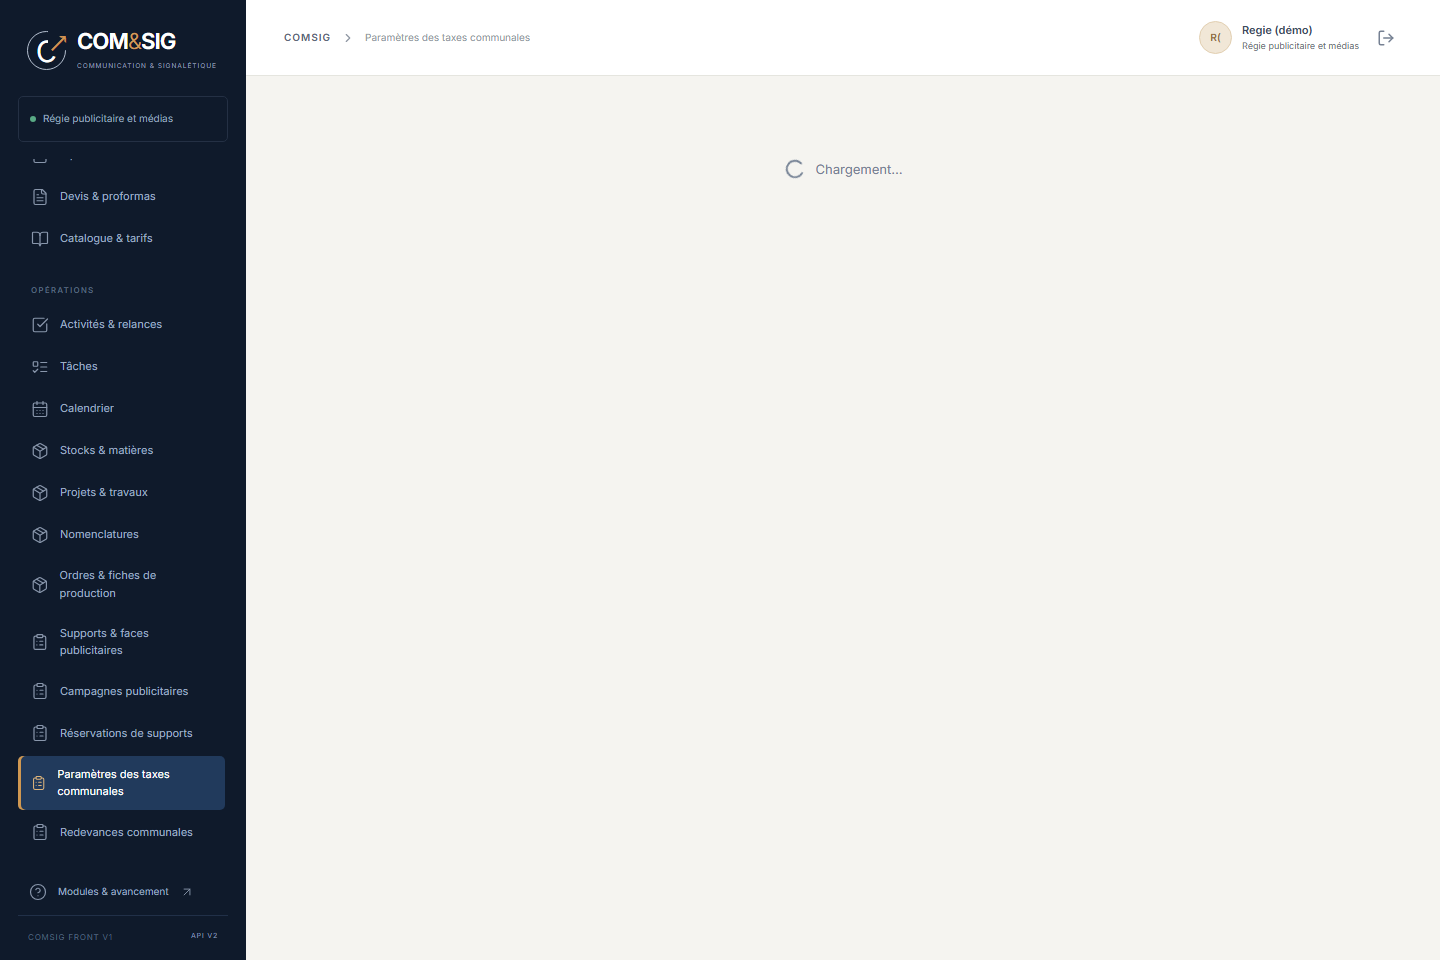 COM&SIG
COMMUNICATION & SIGNALÉTIQUE
Régie publicitaire et médias
Devis & proformas
Catalogue & tarifs
OPÉRATIONS
Activités & relances
Tâches
Calendrier
Stocks & matières
Projets & travaux
Nomenclatures
Ordres & fiches de
production
Supports & faces
publicitaires
Campagnes publicitaires
Réservations de supports
Paramètres des taxes
communales
Redevances communales
Modules & avancement
COMSIG FRONT V1
API V2
COMSIG
Paramètres des taxes communales
R(
Regie (démo)
Régie publicitaire et médias
Chargement...